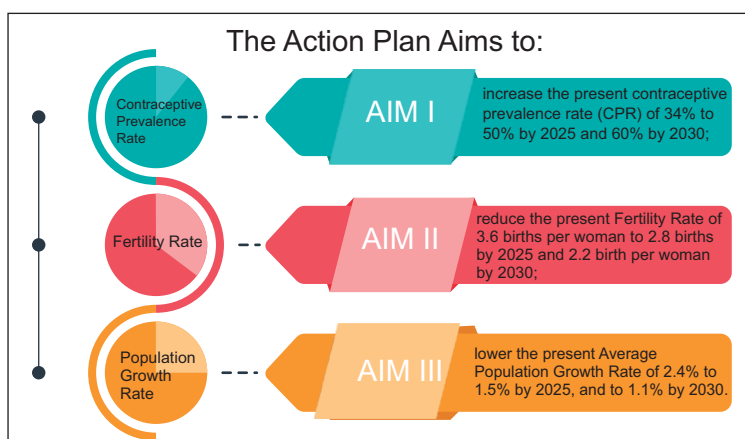 The Action Plan Aims to:
Contraceptive
Prevalence
Rate
AIM I
increase the present contraceptive
prevalence rate (CPR) of 34% to
50% by 2025 and 60% by 2030;
Fertility Rate
AIM II
reduce the present Fertility Rate of
3.6 births per woman to 2.8 births
by 2025 and 2.2 birth per woman
by 2030;
Population
Growth
Rate
AIM III
lower the present Average
Population Growth Rate of 2.4% to
1.5% by 2025, and to 1.1% by 2030.